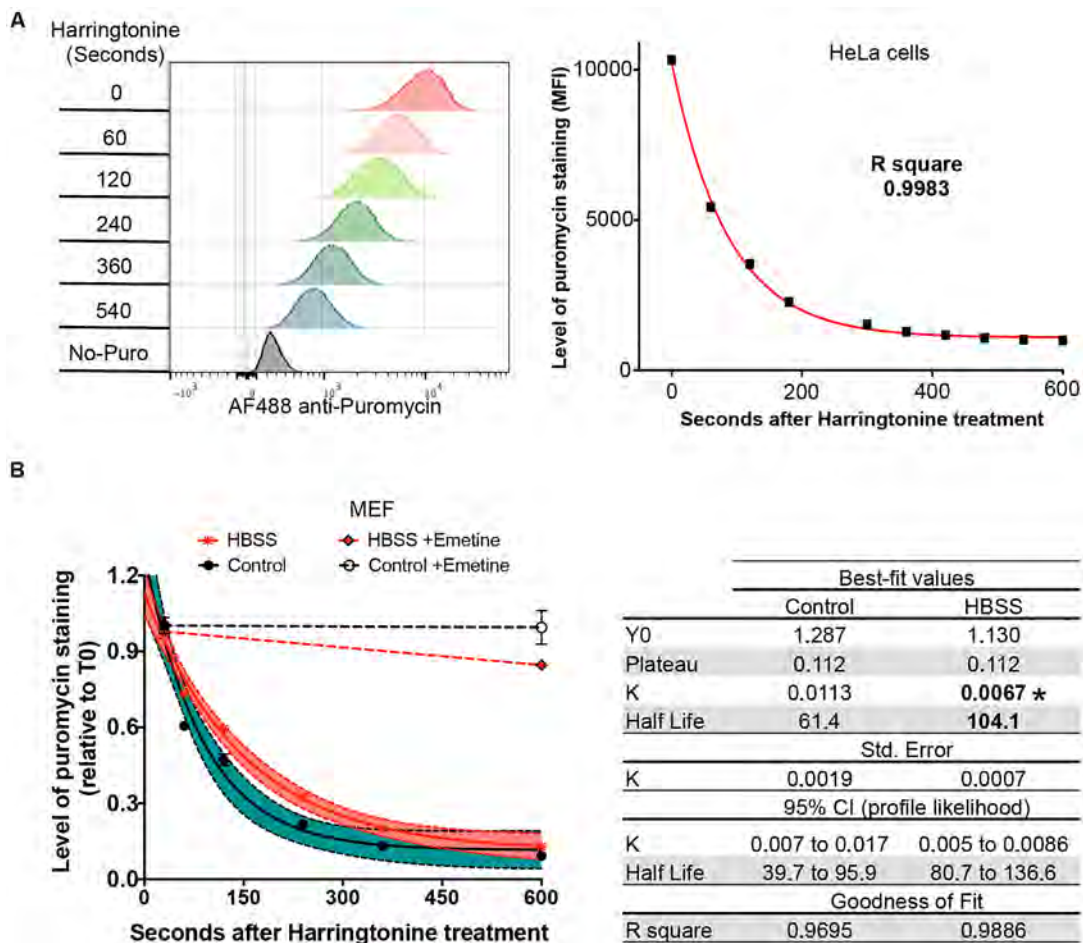 A
Harringtonine
(Seconds)
0
60
120
240
360
540
No-Puro
-10³ 0 10³ 10⁴
AF488 anti-Puromycin
HeLa cells
R square
0.9983
Level of puromycin staining (MFI)
10000
5000
0
0 200 400 600
Seconds after Harringtonine treatment
B
MEF
HBSS HBSS +Emetine
Control Control +Emetine
Level of puromycin staining
(relative to T0)
1.2
0.9
0.6
0.3
0.0
0 150 300 450 600
Seconds after Harringtonine treatment
Best-fit values
Control HBSS
Y0 1.287 1.130
Plateau 0.112 0.112
K 0.0113 0.0067 *
Half Life 61.4 104.1
Std. Error
K 0.0019 0.0007
95% CI (profile likelihood)
K 0.007 to 0.017 0.005 to 0.0086
Half Life 39.7 to 95.9 80.7 to 136.6
Goodness of Fit
R square 0.9695 0.9886